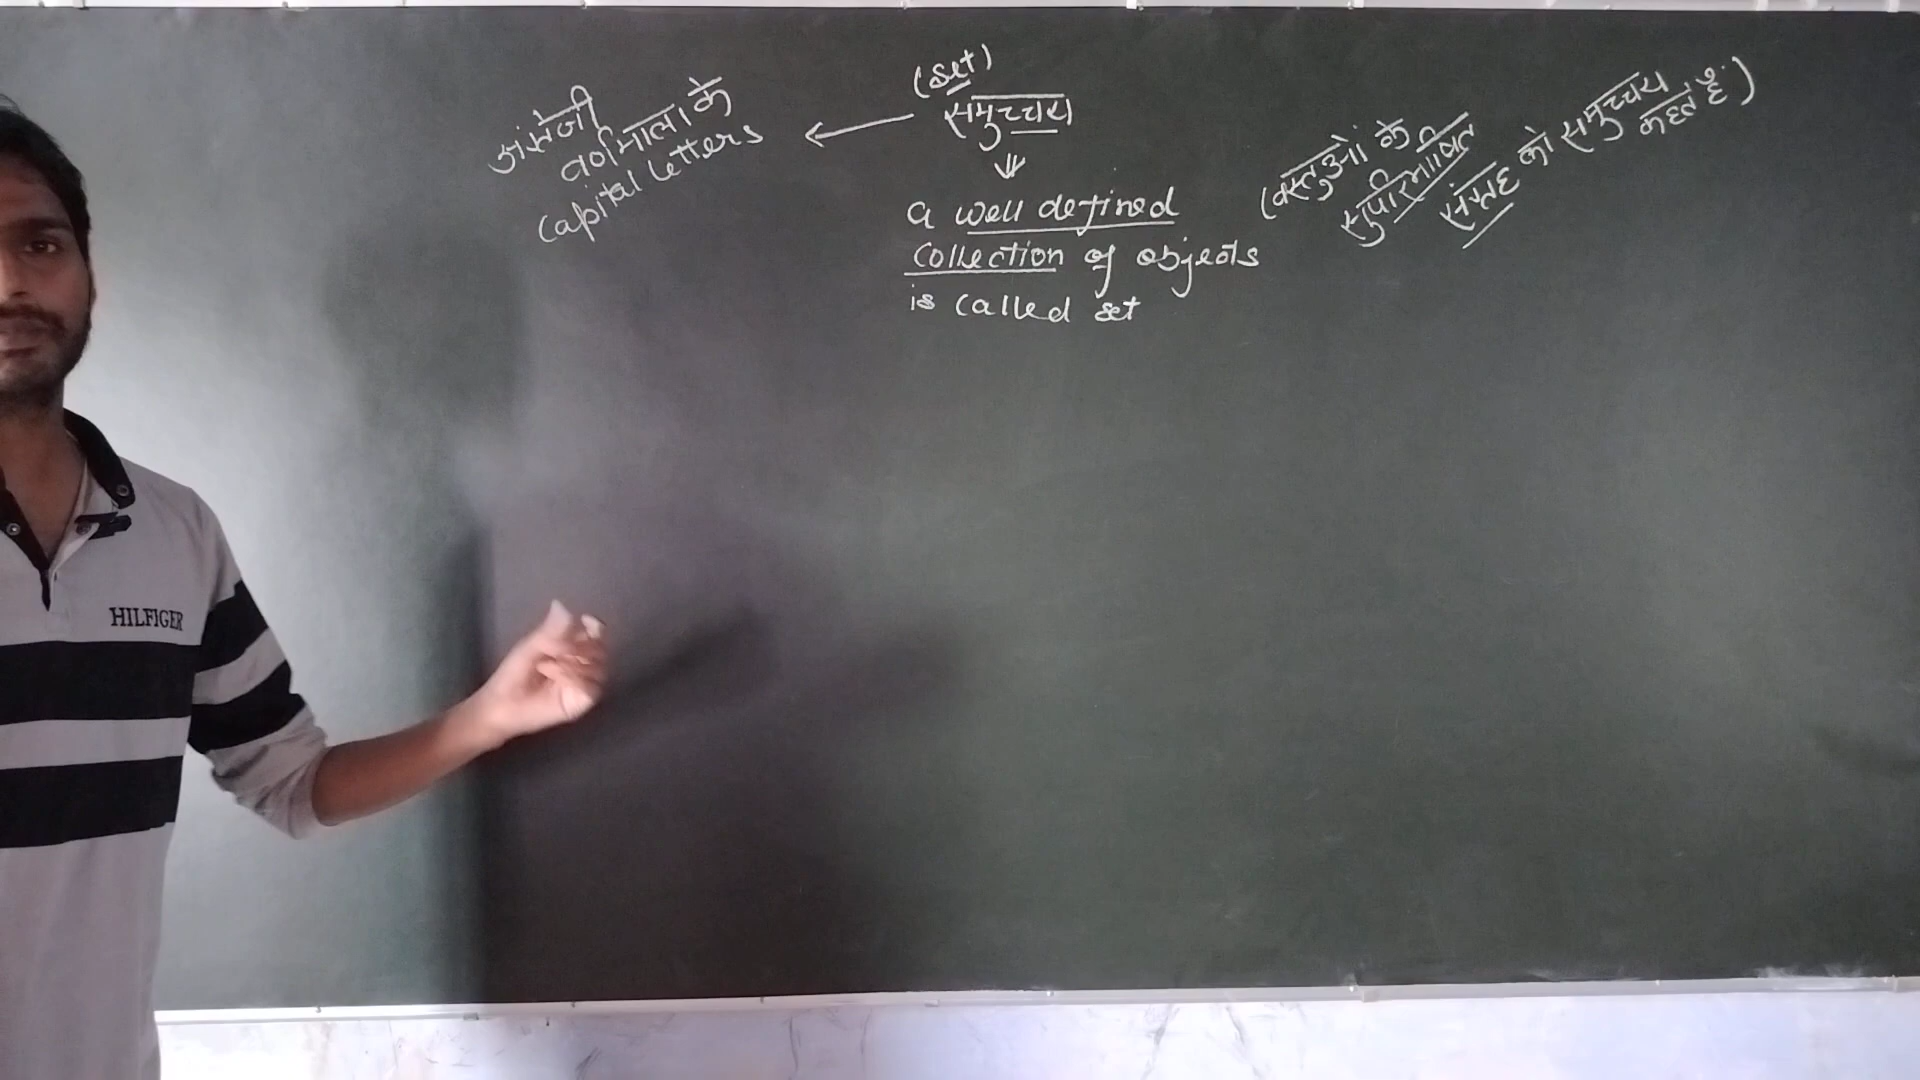 (set)
समुच्चय
अंग्रेजी
वर्णमाला के
Capital letters
a well defined
collection of objects
is called set
(वस्तुओं के
सुपरिभाषित
संग्रह को समुच्चय
कहते हैं)
HILFIGER